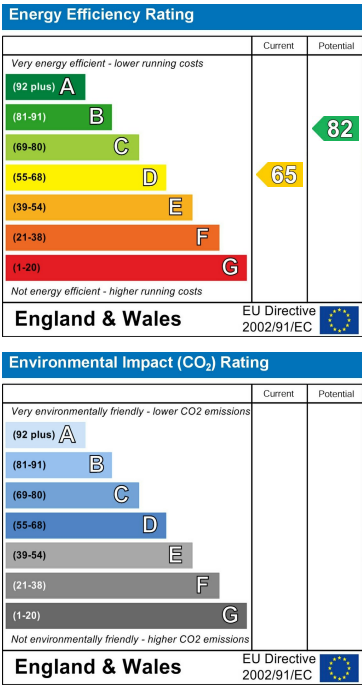 Energy Efficiency Rating
Current Potential
Very energy efficient - lower running costs
(92 plus) A
(81-91) B
82
(69-80) C
(55-68) D
65
(39-54) E
(21-38) F
(1-20) G
Not energy efficient - higher running costs
England & Wales
EU Directive
2002/91/EC
Environmental Impact (CO₂) Rating
Current Potential
Very environmentally friendly - lower CO2 emissions
(92 plus) A
(81-91) B
(69-80) C
(55-68) D
(39-54) E
(21-38) F
(1-20) G
Not environmentally friendly - higher CO2 emissions
England & Wales
EU Directive
2002/91/EC